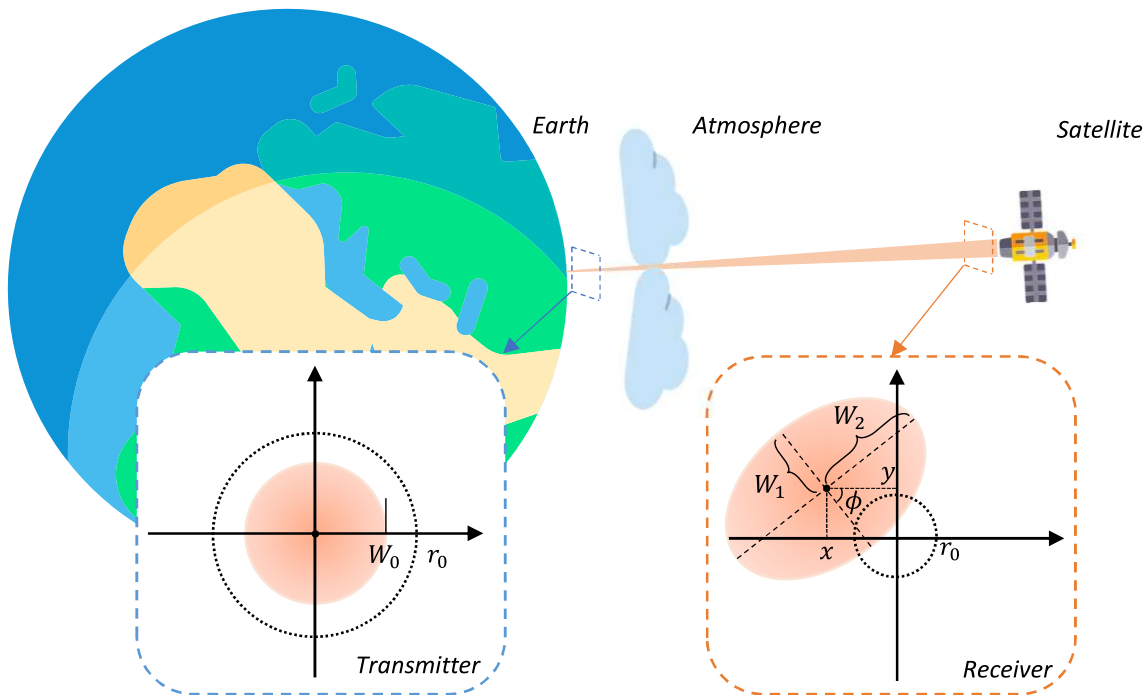 Earth
Atmosphere
Satellite
W₀
r₀
Transmitter
W₂
W₁
y
ϕ
x
r₀
Receiver